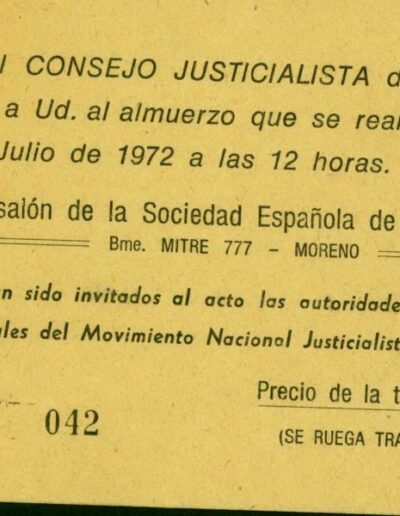 CONSEJO JUSTICIALISTA d
a Ud. al almuerzo que se real
Julio de 1972 a las 12 horas.
salón de la Sociedad Española de
Bme. MITRE 777 - MORENO
n sido invitados al acto las autoridade
ales del Movimiento Nacional Justicialist
Precio de la t
042
(SE RUEGA TRA